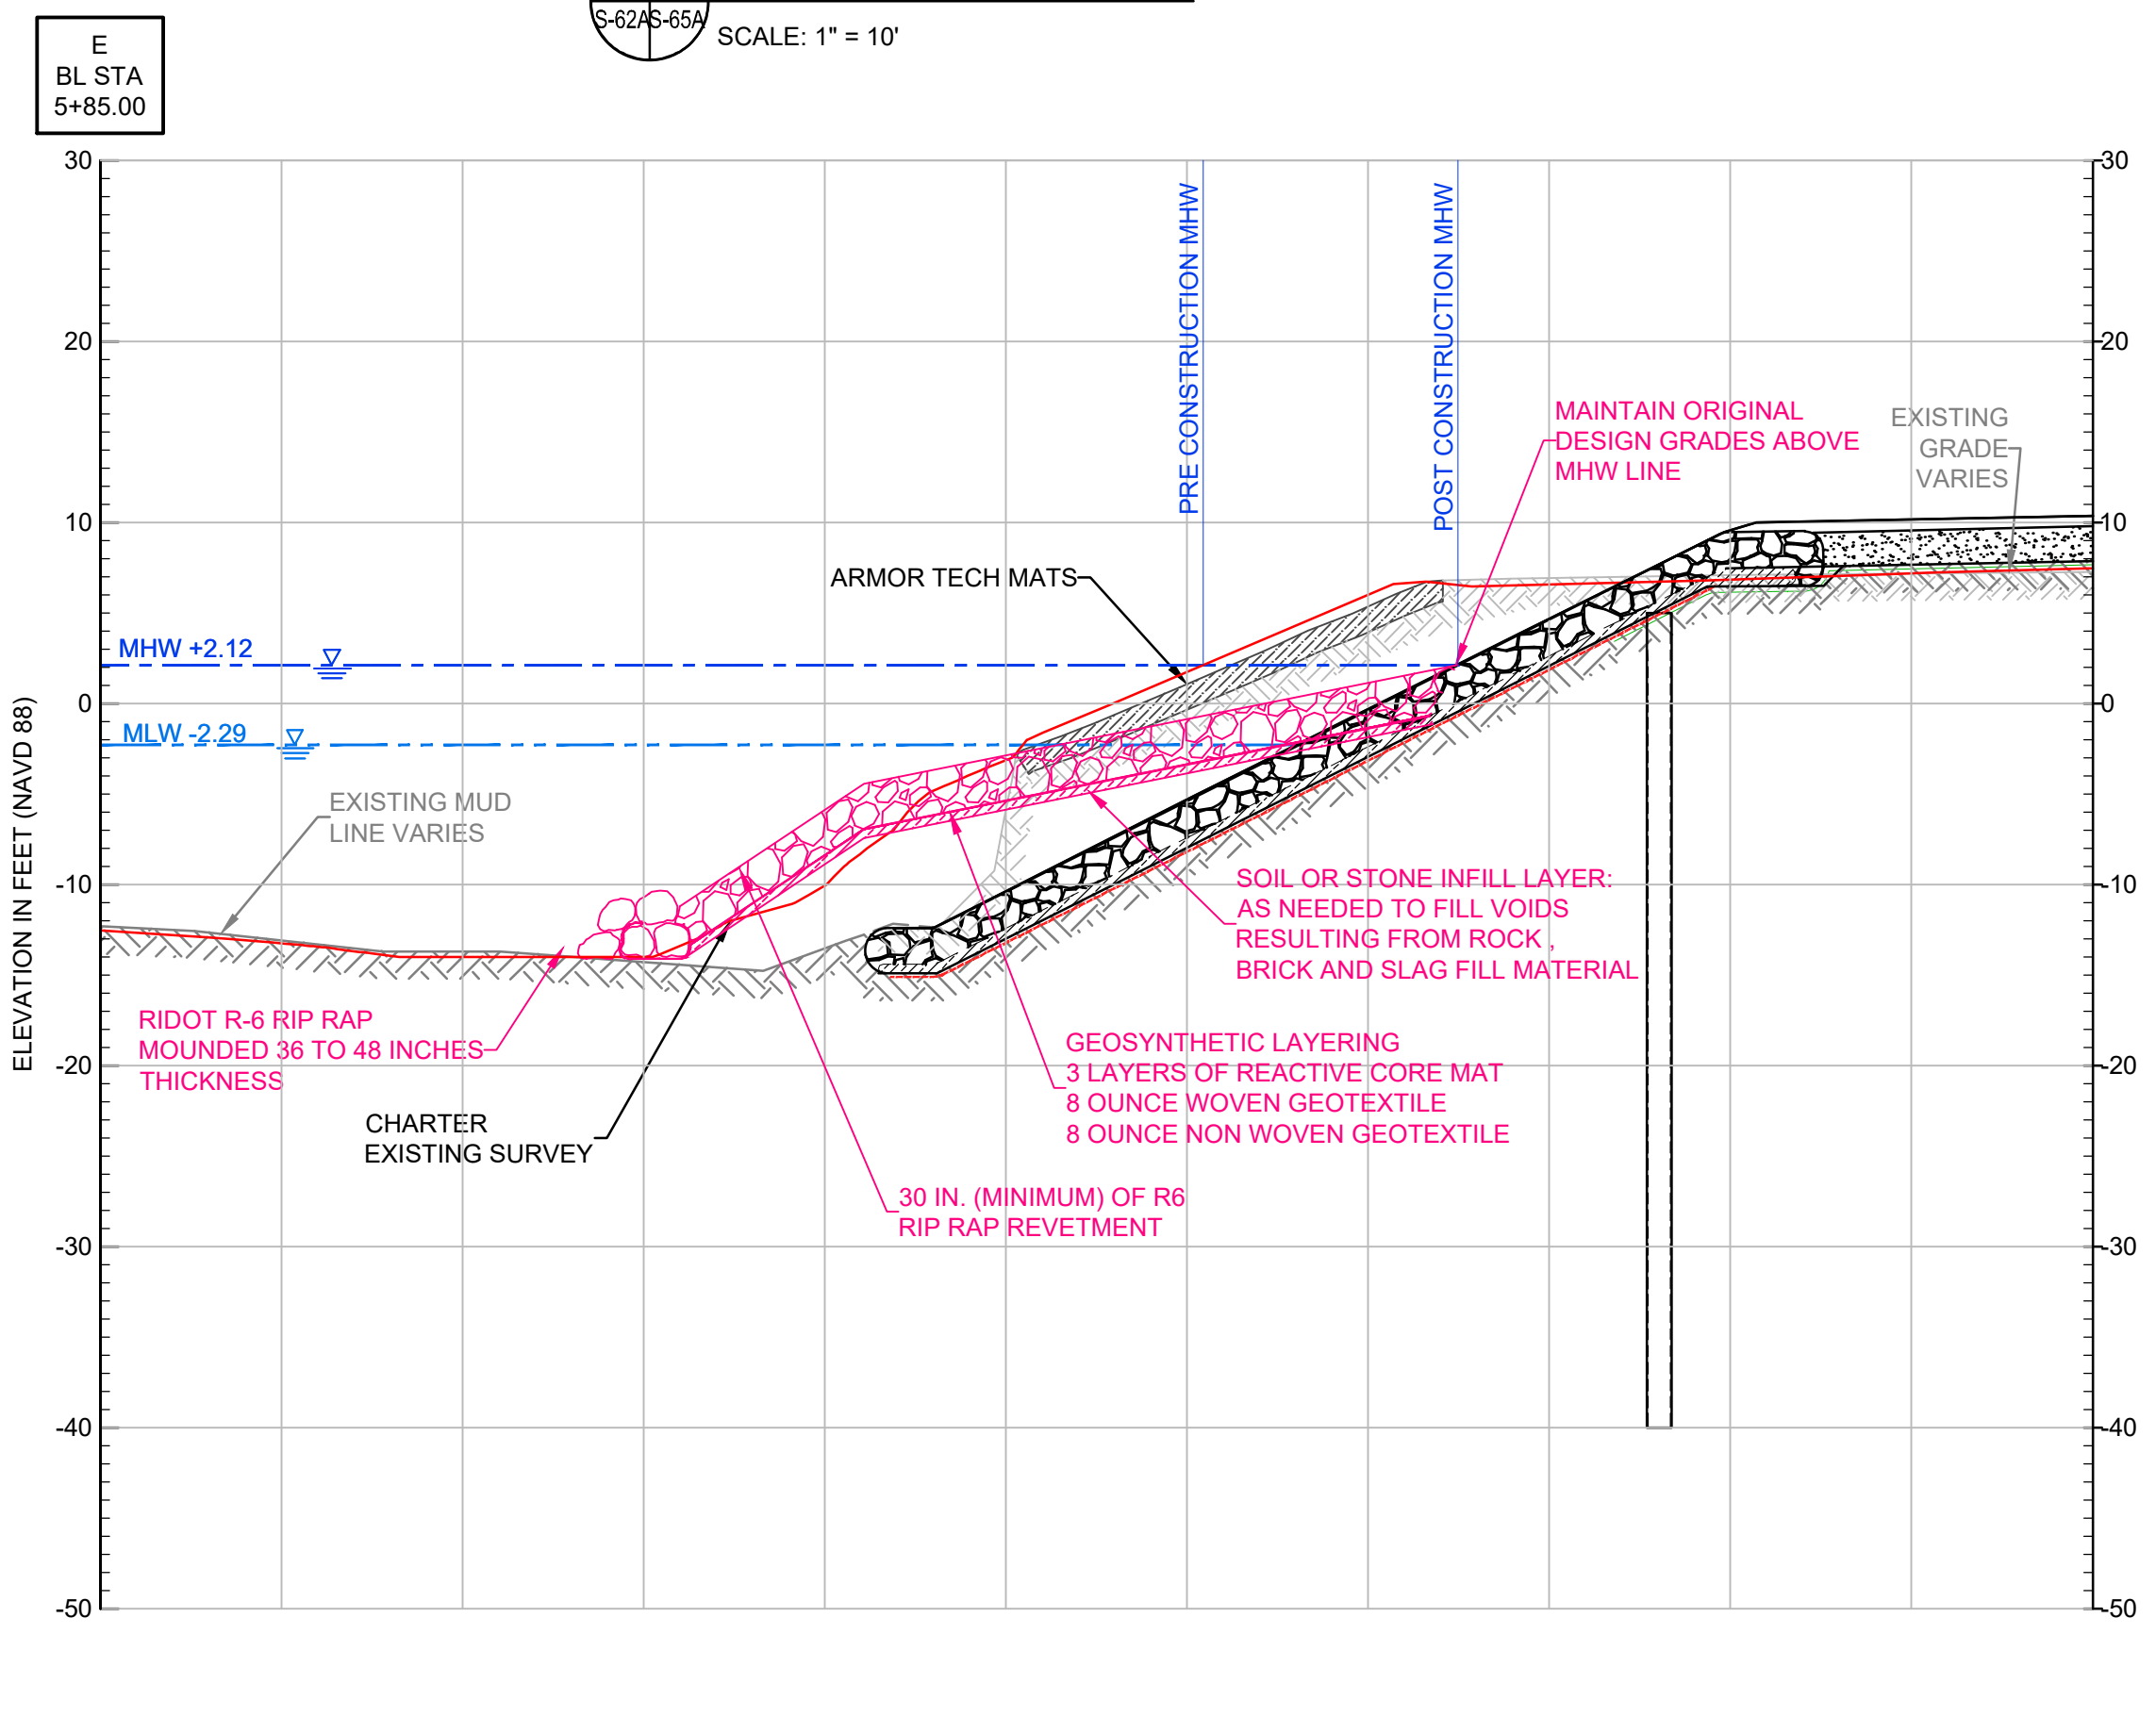 S-62A S-65A
SCALE: 1" = 10'
E
BL STA
5+85.00
30
20
10
0
-10
-20
-30
-40
-50
ELEVATION IN FEET (NAVD 88)
30
20
10
0
-10
-20
-30
-40
-50
PRE CONSTRUCTION MHW
POST CONSTRUCTION MHW
MAINTAIN ORIGINAL
DESIGN GRADES ABOVE
MHW LINE
EXISTING
GRADE
VARIES
ARMOR TECH MATS
MHW +2.12
MLW -2.29
EXISTING MUD
LINE VARIES
SOIL OR STONE INFILL LAYER:
AS NEEDED TO FILL VOIDS
RESULTING FROM ROCK ,
BRICK AND SLAG FILL MATERIAL
RIDOT R-6 RIP RAP
MOUNDED 36 TO 48 INCHES
THICKNESS
GEOSYNTHETIC LAYERING
3 LAYERS OF REACTIVE CORE MAT
8 OUNCE WOVEN GEOTEXTILE
8 OUNCE NON WOVEN GEOTEXTILE
CHARTER
EXISTING SURVEY
30 IN. (MINIMUM) OF R6
RIP RAP REVETMENT